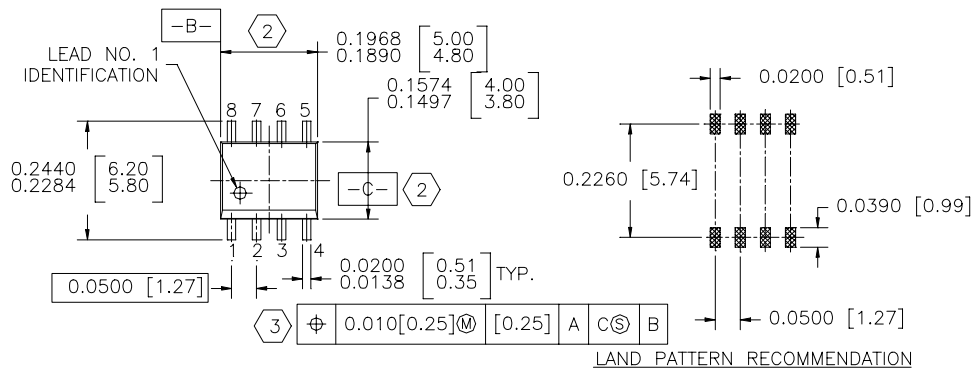 -B-
2
0.1968 [5.00]
0.1890 [4.80]
LEAD NO. 1
IDENTIFICATION
0.1574 [4.00]
0.1497 [3.80]
0.0200 [0.51]
8 7 6 5
0.2440 [6.20]
0.2284 [5.80]
-C- 2
0.2260 [5.74]
0.0390 [0.99]
1 2 3 4
0.0500 [1.27]
0.0200 [0.51] TYP.
0.0138 [0.35]
3 ⌖ 0.010[0.25]Ⓜ [0.25] A CⓈ B
0.0500 [1.27]
LAND PATTERN RECOMMENDATION